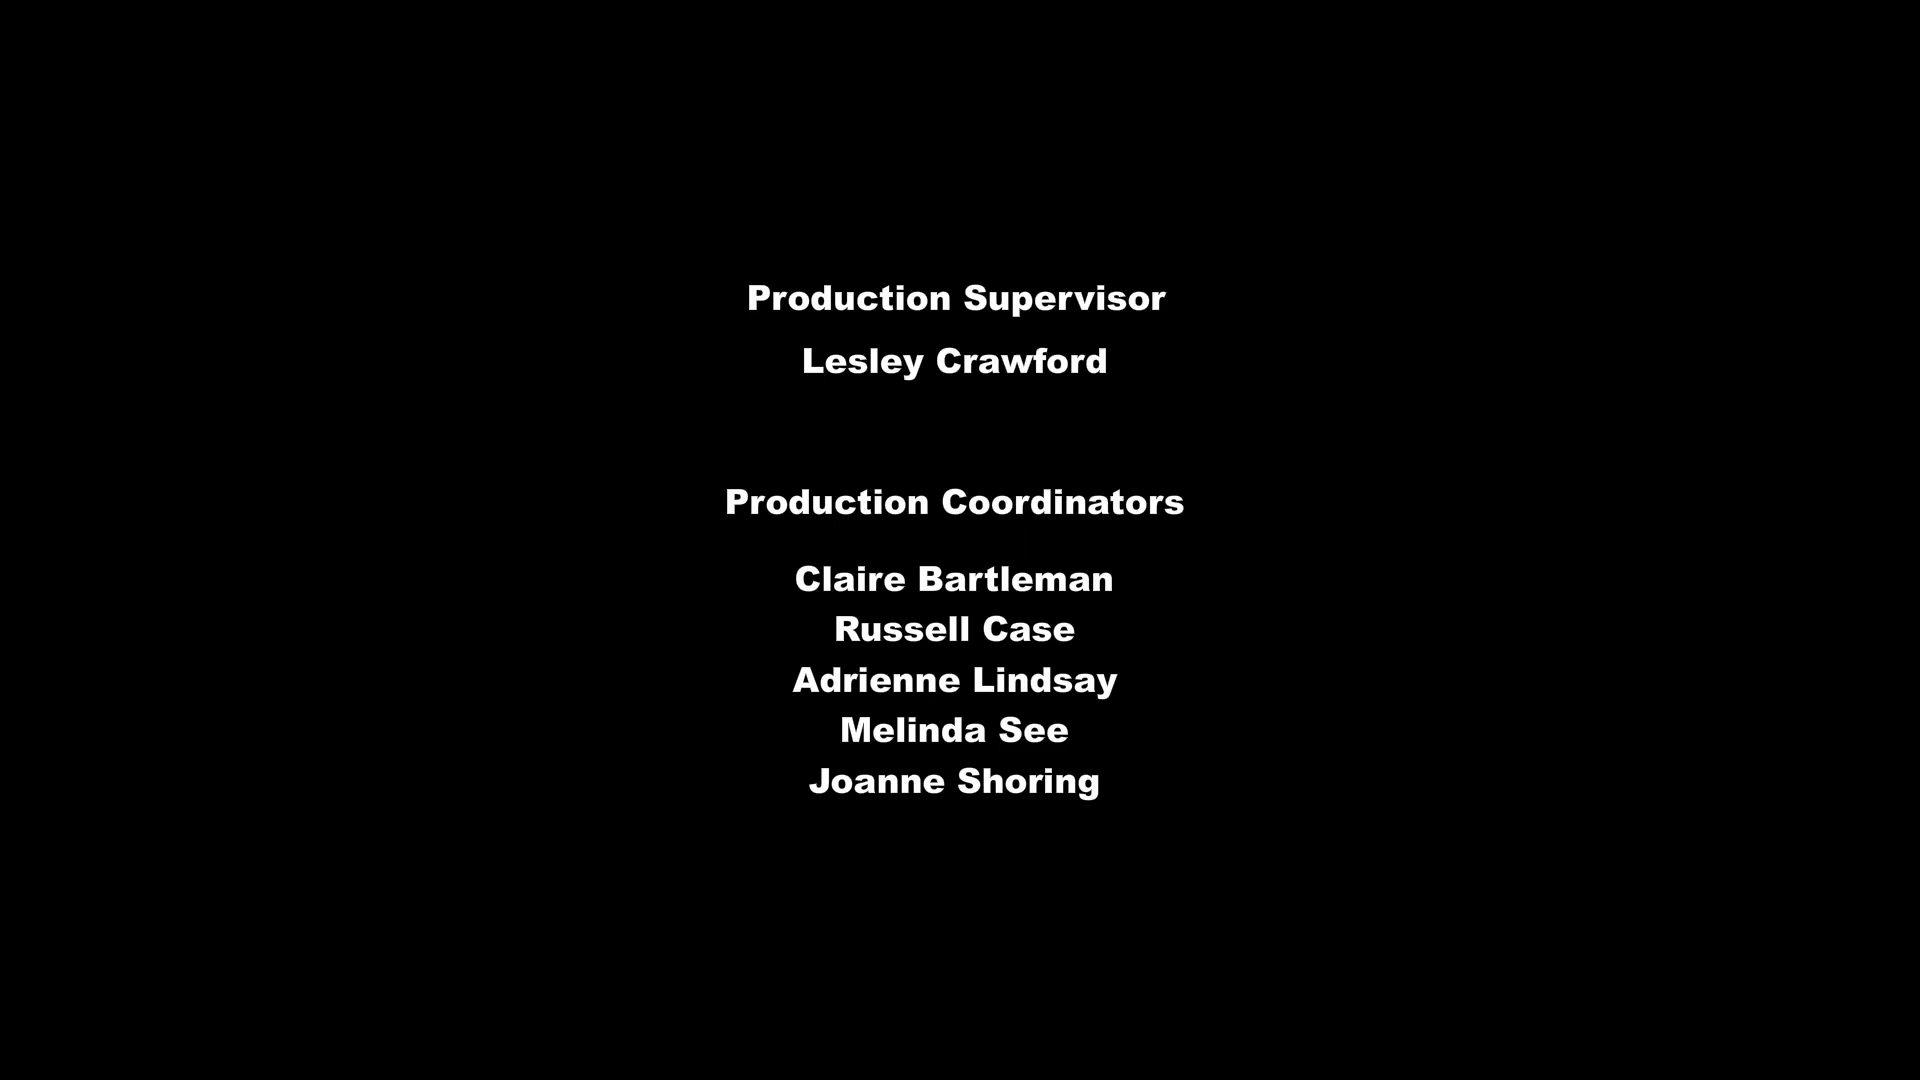 Production Supervisor
Lesley Crawford
Production Coordinators
Claire Bartleman
Russell Case
Adrienne Lindsay
Melinda See
Joanne Shoring